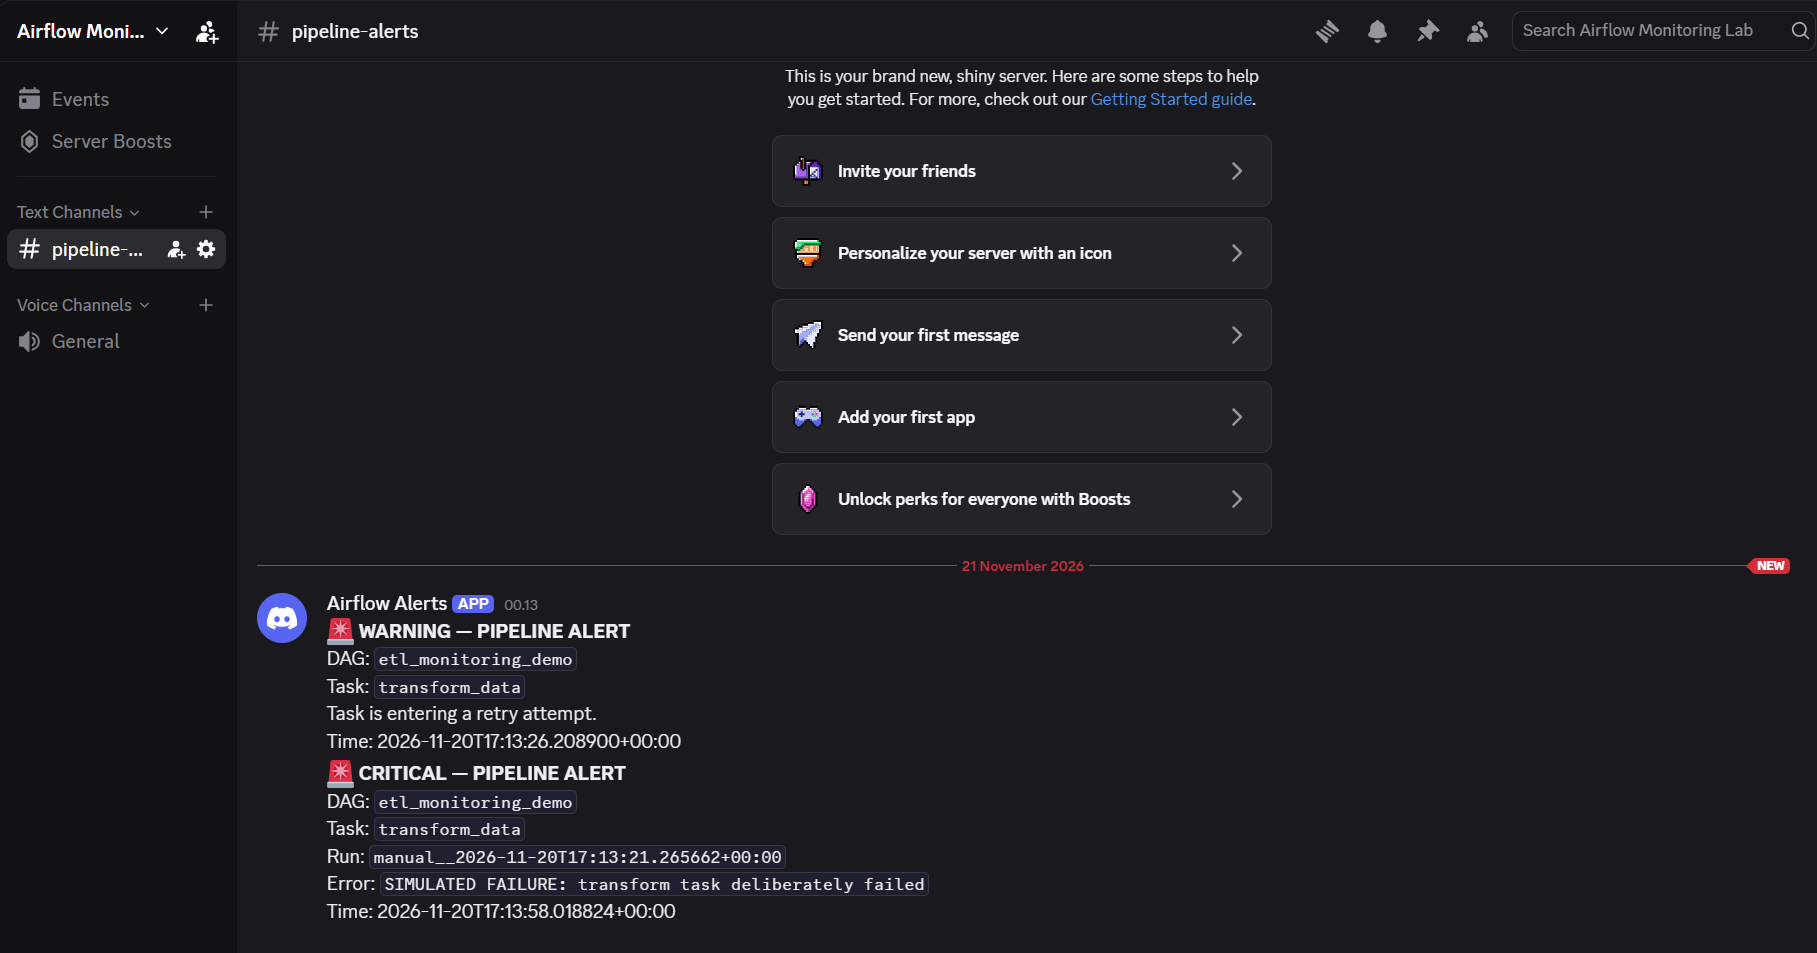 Airflow Moni...
Events
Server Boosts
Text Channels
pipeline-...
Voice Channels
General
pipeline-alerts
Search Airflow Monitoring Lab
This is your brand new, shiny server. Here are some steps to help
you get started. For more, check out our Getting Started guide.
Invite your friends
Personalize your server with an icon
Send your first message
Add your first app
Unlock perks for everyone with Boosts
21 November 2026
NEW
Airflow Alerts APP 00.13
🚨 WARNING — PIPELINE ALERT
DAG: etl_monitoring_demo
Task: transform_data
Task is entering a retry attempt.
Time: 2026-11-20T17:13:26.208900+00:00
🚨 CRITICAL — PIPELINE ALERT
DAG: etl_monitoring_demo
Task: transform_data
Run: manual__2026-11-20T17:13:21.265662+00:00
Error: SIMULATED FAILURE: transform task deliberately failed
Time: 2026-11-20T17:13:58.018824+00:00